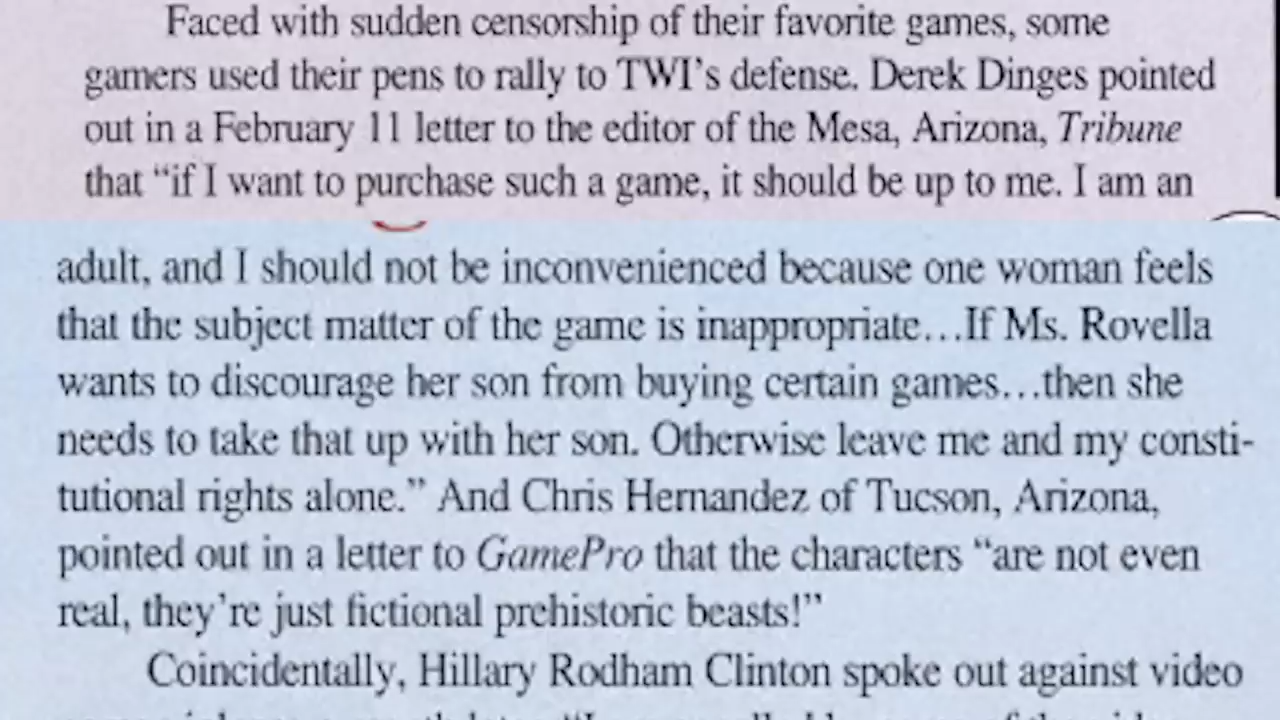 Faced with sudden censorship of their favorite games, some
gamers used their pens to rally to TWI's defense. Derek Dinges pointed
out in a February 11 letter to the editor of the Mesa, Arizona, Tribune
that “if I want to purchase such a game, it should be up to me. I am an
adult, and I should not be inconvenienced because one woman feels
that the subject matter of the game is inappropriate…If Ms. Rovella
wants to discourage her son from buying certain games…then she
needs to take that up with her son. Otherwise leave me and my consti-
tutional rights alone.” And Chris Hernandez of Tucson, Arizona,
pointed out in a letter to GamePro that the characters “are not even
real, they're just fictional prehistoric beasts!”
Coincidentally, Hillary Rodham Clinton spoke out against video